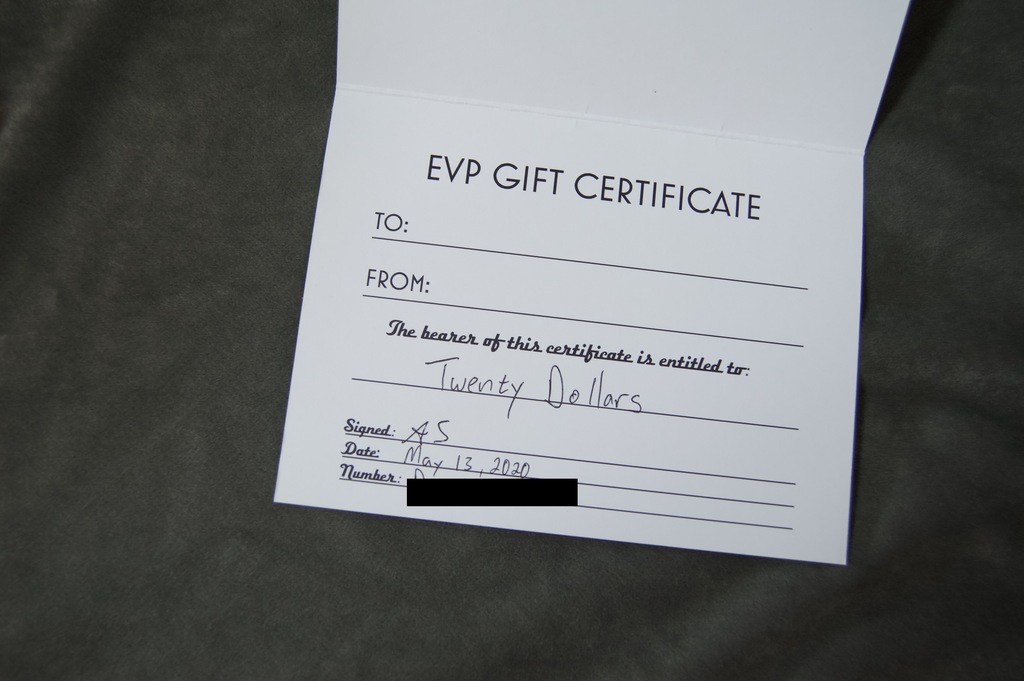 EVP GIFT CERTIFICATE
TO:
FROM:
The bearer of this certificate is entitled to:
Twenty Dollars
Signed: AS
Date: May 13, 2020
Number: